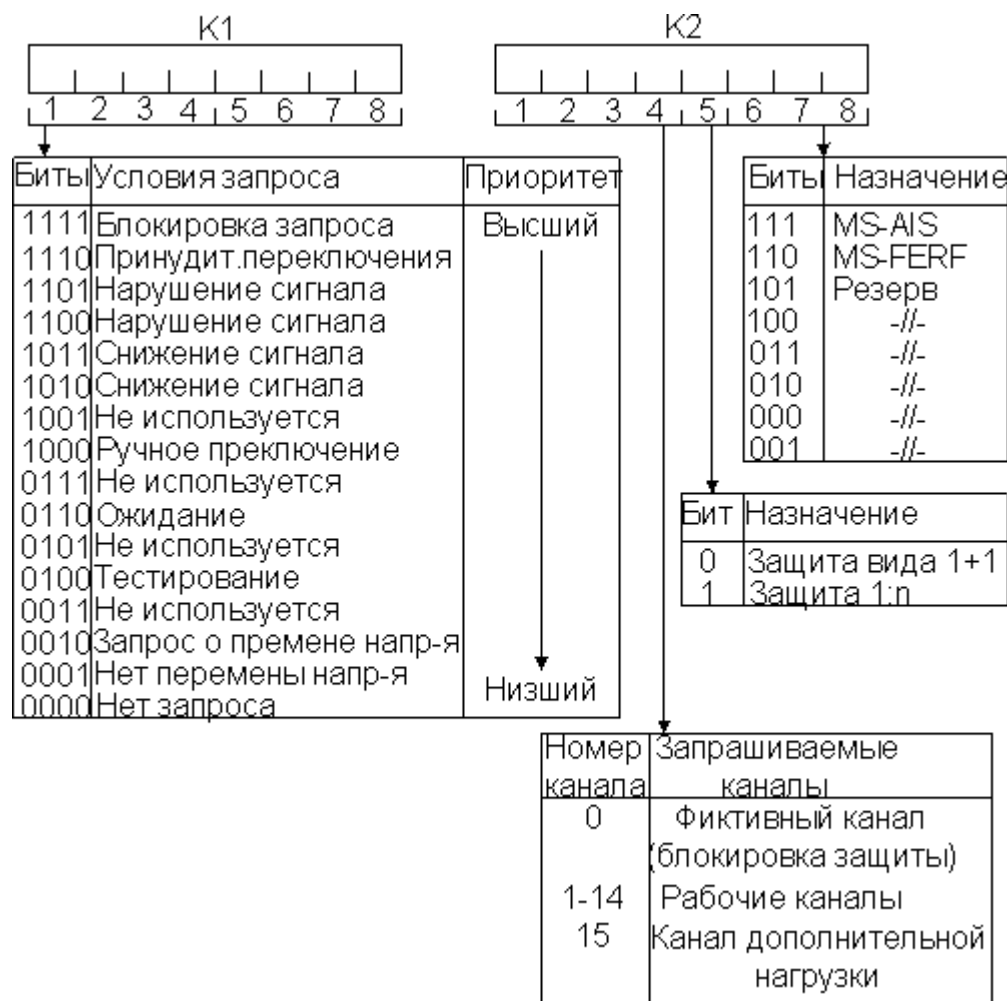 K1 K2
1 2 3 4 5 6 7 8 1 2 3 4 5 6 7 8
Биты Условия запроса Приоритет
1111 Блокировка запроса Высший
1110 Принудит.переключения
1101 Нарушение сигнала
1100 Нарушение сигнала
1011 Снижение сигнала
1010 Снижение сигнала
1001 Не используется
1000 Ручное преключение
0111 Не используется
0110 Ожидание
0101 Не используется
0100 Тестирование
0011 Не используется
0010 Запрос о премене напр-я
0001 Нет перемены напр-я Низший
0000 Нет запроса
Биты Назначение
111 MS-AIS
110 MS-FERF
101 Резерв
100 -//-
011 -//-
010 -//-
000 -//-
001 -//-
Бит Назначение
0 Защита вида 1+1
1 Защита 1:n
Номер Запрашиваемые
канала каналы
0 Фиктивный канал
(блокировка защиты)
1-14 Рабочие каналы
15 Канал дополнительной
нагрузки